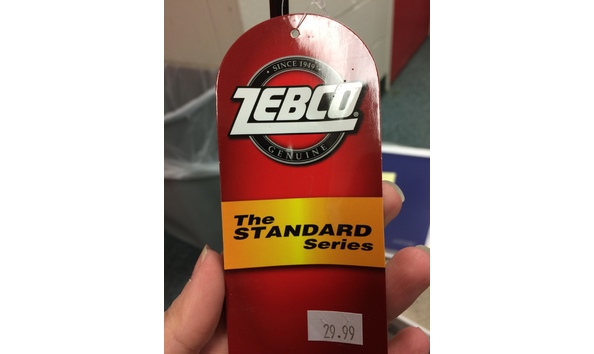 • SINCE 1949 •
ZEBCO®
GENUINE
The
STANDARD
Series
29.99